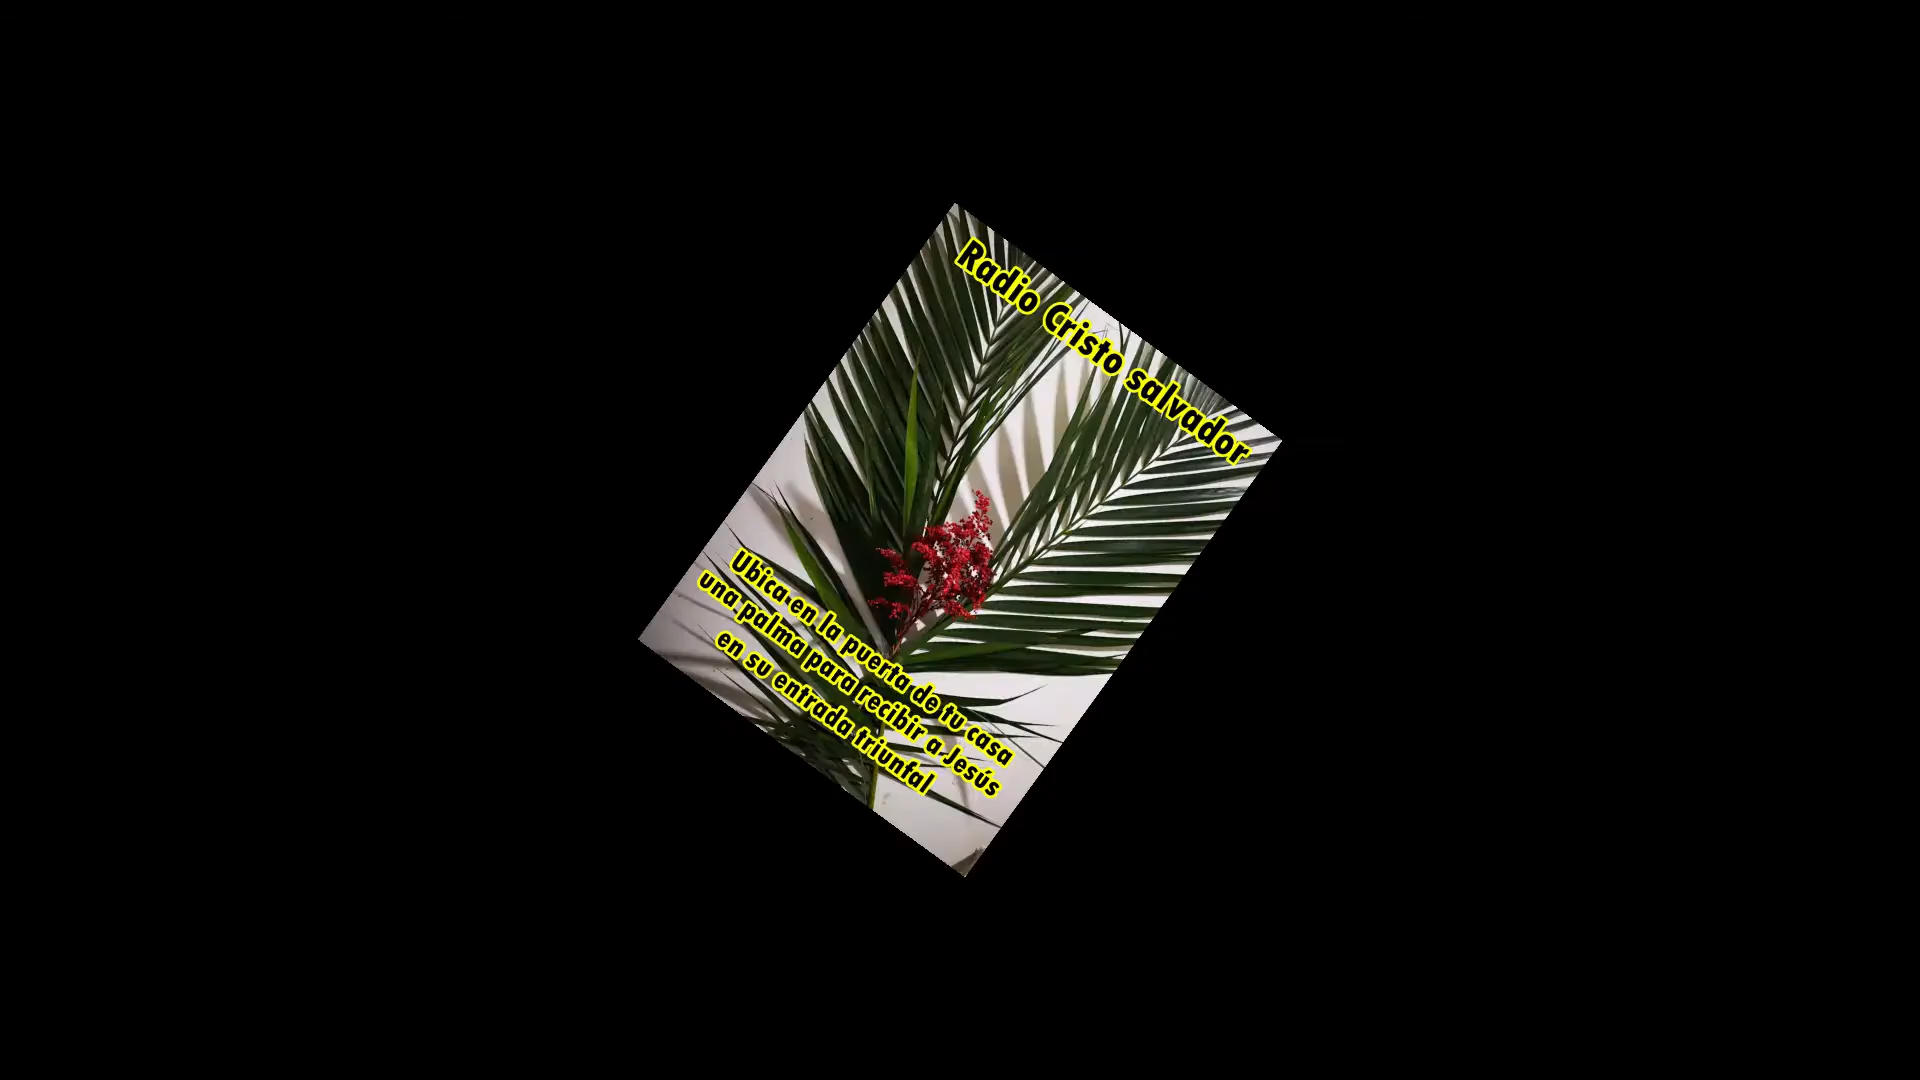 Radio Cristo salvador
Ubica en la puerta de tu casa
una palma para recibir a Jesús
en su entrada triunfal